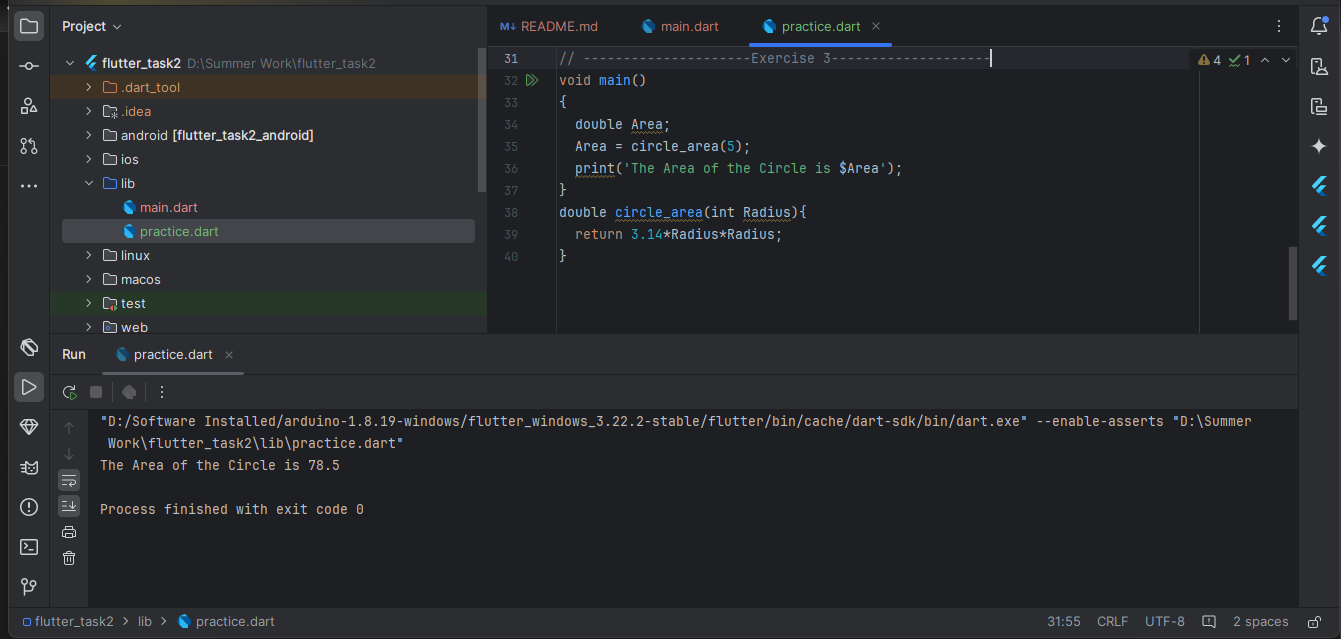 Project
README.md
main.dart
practice.dart
flutter_task2 D:\Summer Work\flutter_task2
.dart_tool
.idea
android [flutter_task2_android]
ios
lib
main.dart
practice.dart
linux
macos
test
web
4 1
31 // ---------------------Exercise 3--------------------
32 void main()
33 {
34 double Area;
35 Area = circle_area(5);
36 print('The Area of the Circle is $Area');
37 }
38 double circle_area(int Radius){
39 return 3.14*Radius*Radius;
40 }
Run practice.dart
"D:/Software Installed/arduino-1.8.19-windows/flutter_windows_3.22.2-stable/flutter/bin/cache/dart-sdk/bin/dart.exe" --enable-asserts "D:\Summer
Work\flutter_task2\lib\practice.dart"
The Area of the Circle is 78.5
Process finished with exit code 0
flutter_task2 > lib > practice.dart
31:55 CRLF UTF-8 2 spaces